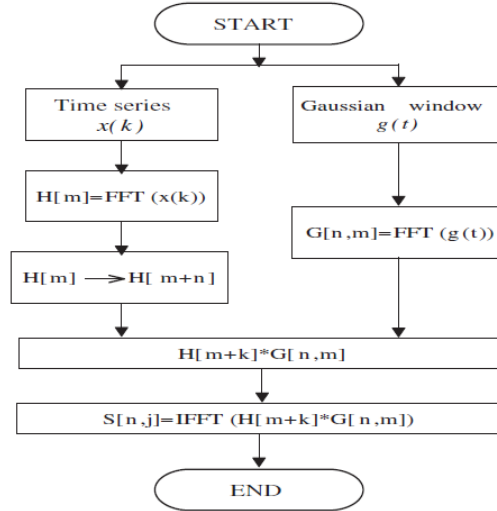 START
Time series
x(k)
Gaussian window
g(t)
H[m]=FFT (x(k))
G[n,m]=FFT (g(t))
H[m] ⟶ H[ m+n]
H[m+k]*G[n,m]
S[n,j]=IFFT (H[m+k]*G[n,m])
END